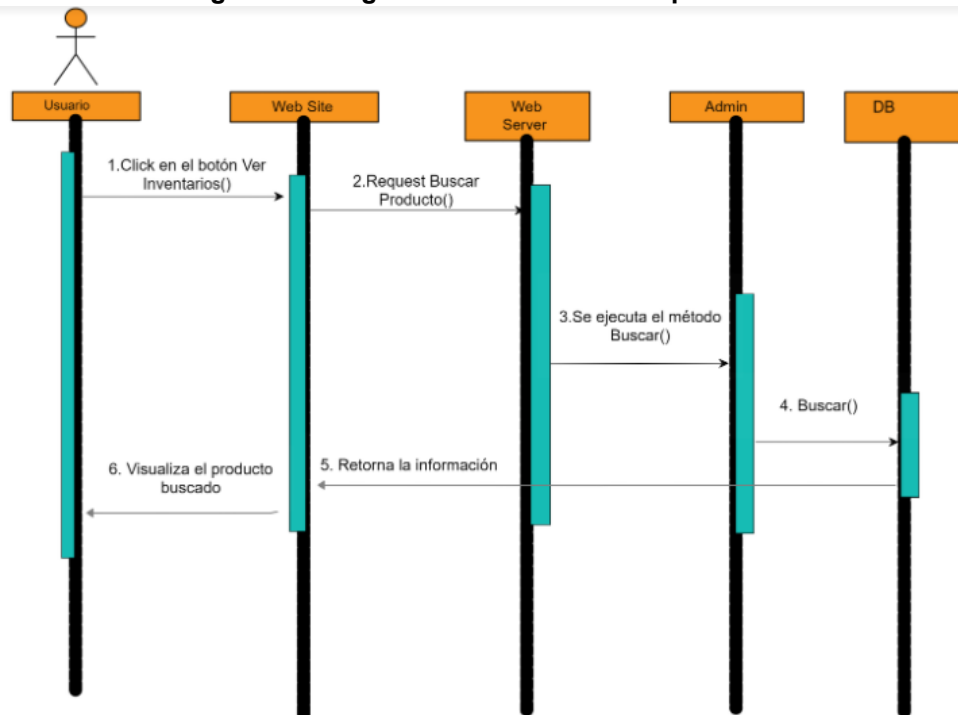 Usuario
Web Site
Web
Server
Admin
DB
1.Click en el botón Ver
Inventarios()
2.Request Buscar
Producto()
3.Se ejecuta el método
Buscar()
4. Buscar()
5. Retorna la información
6. Visualiza el producto
buscado